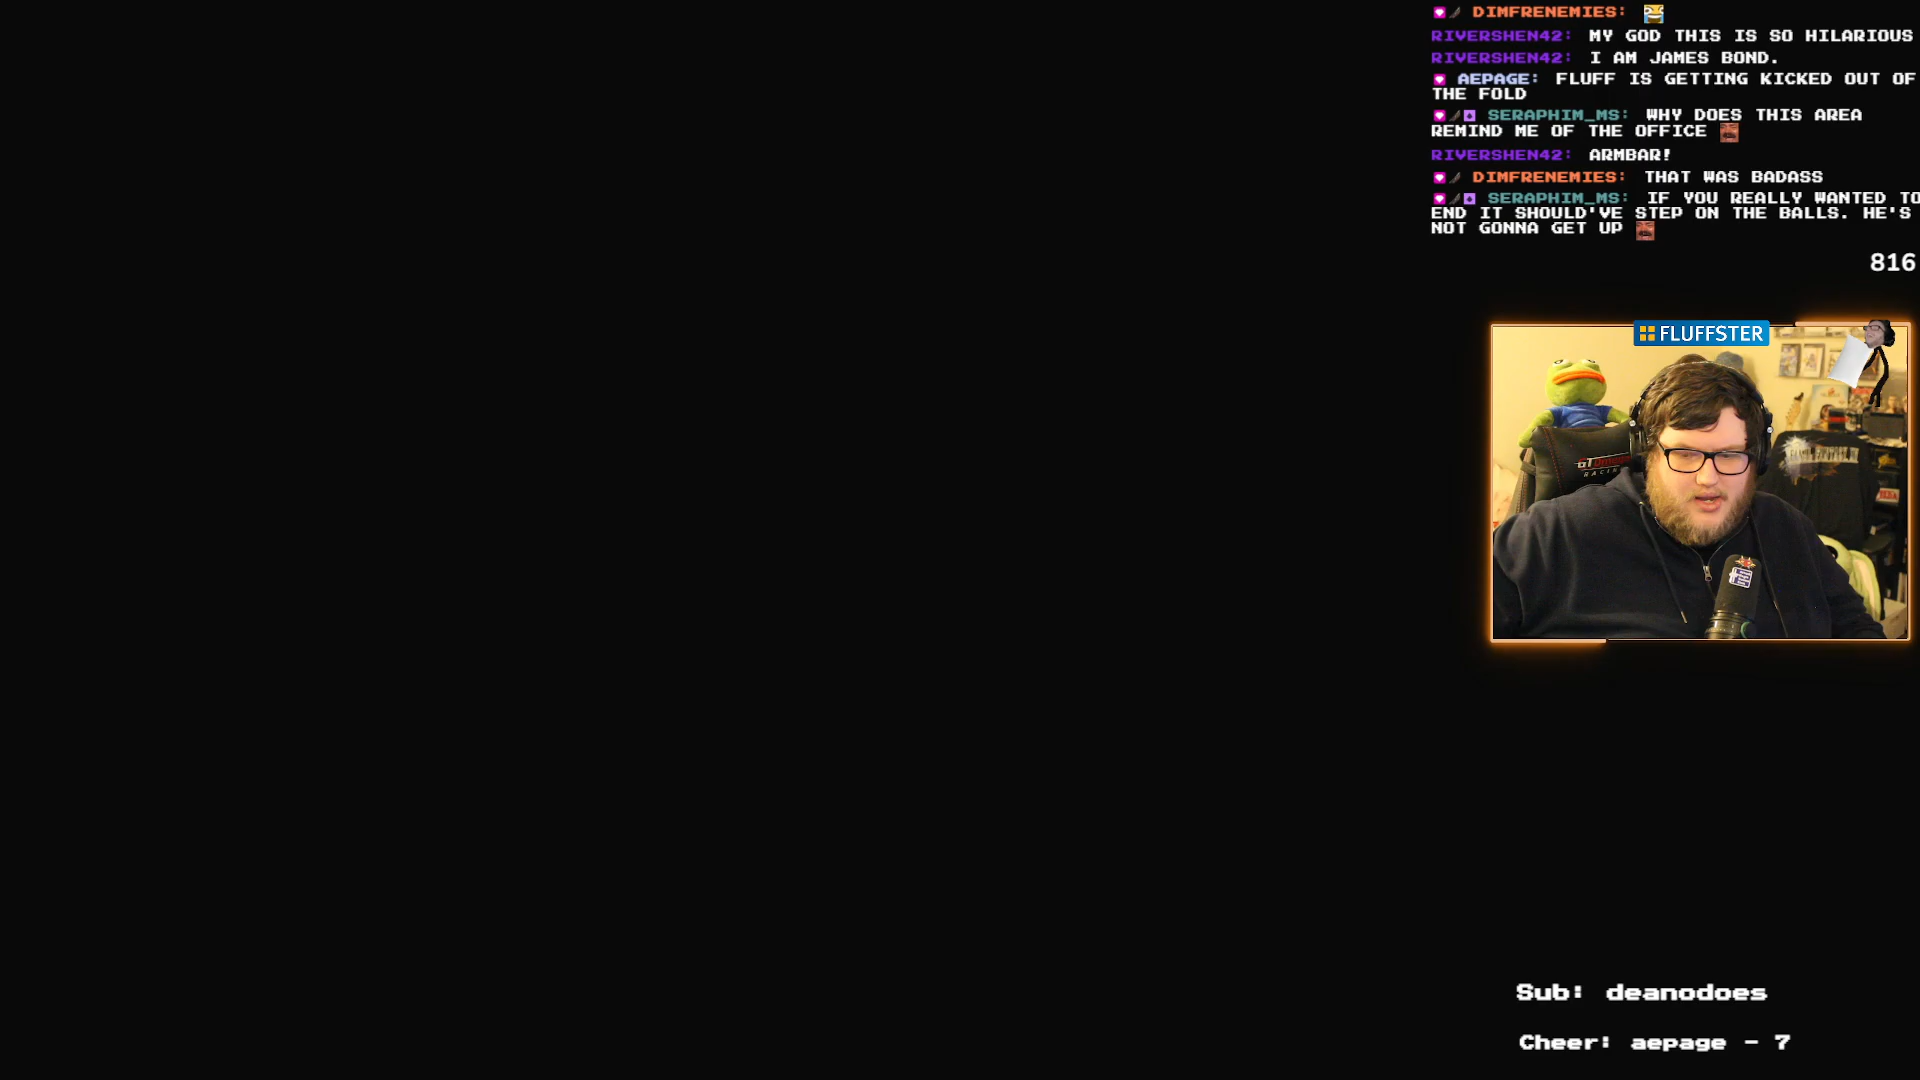 DIMFRENEMIES:
RIVERSHEN42: MY GOD THIS IS SO HILARIOUS
RIVERSHEN42: I AM JAMES BOND.
AEPAGE: FLUFF IS GETTING KICKED OUT OF
THE FOLD
SERAPHIM_MS: WHY DOES THIS AREA
REMIND ME OF THE OFFICE
RIVERSHEN42: ARMBAR!
DIMFRENEMIES: THAT WAS BADASS
SERAPHIM_MS: IF YOU REALLY WANTED TO
END IT SHOULD'VE STEP ON THE BALLS. HE'S
NOT GONNA GET UP
816
FLUFFSTER
GT Omega
RACING
Sub: deanodoes
Cheer: aepage - 7